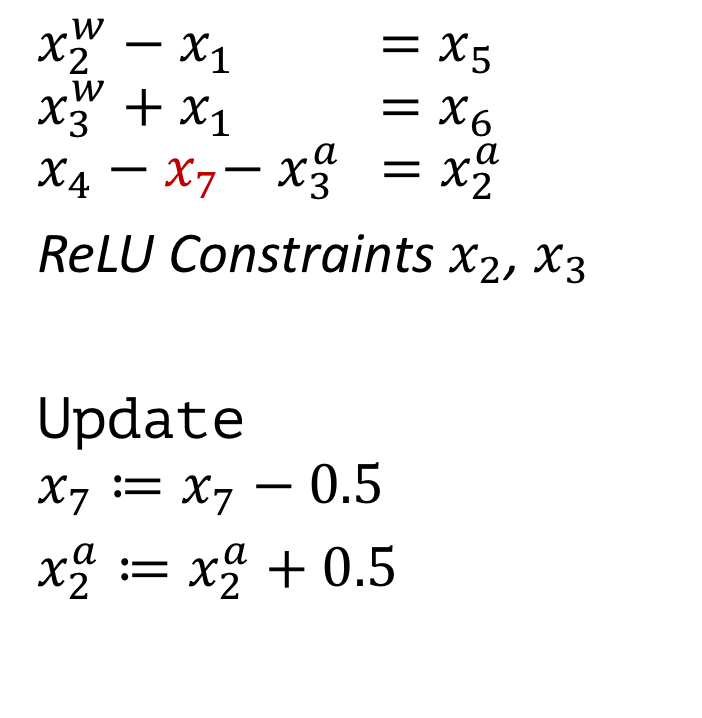 x₂ʷ − x₁ = x₅
x₃ʷ + x₁ = x₆
x₄ − x₇ − x₃ᵃ = x₂ᵃ
ReLU Constraints x₂, x₃
Update
x₇ ≔ x₇ − 0.5
x₂ᵃ ≔ x₂ᵃ + 0.5